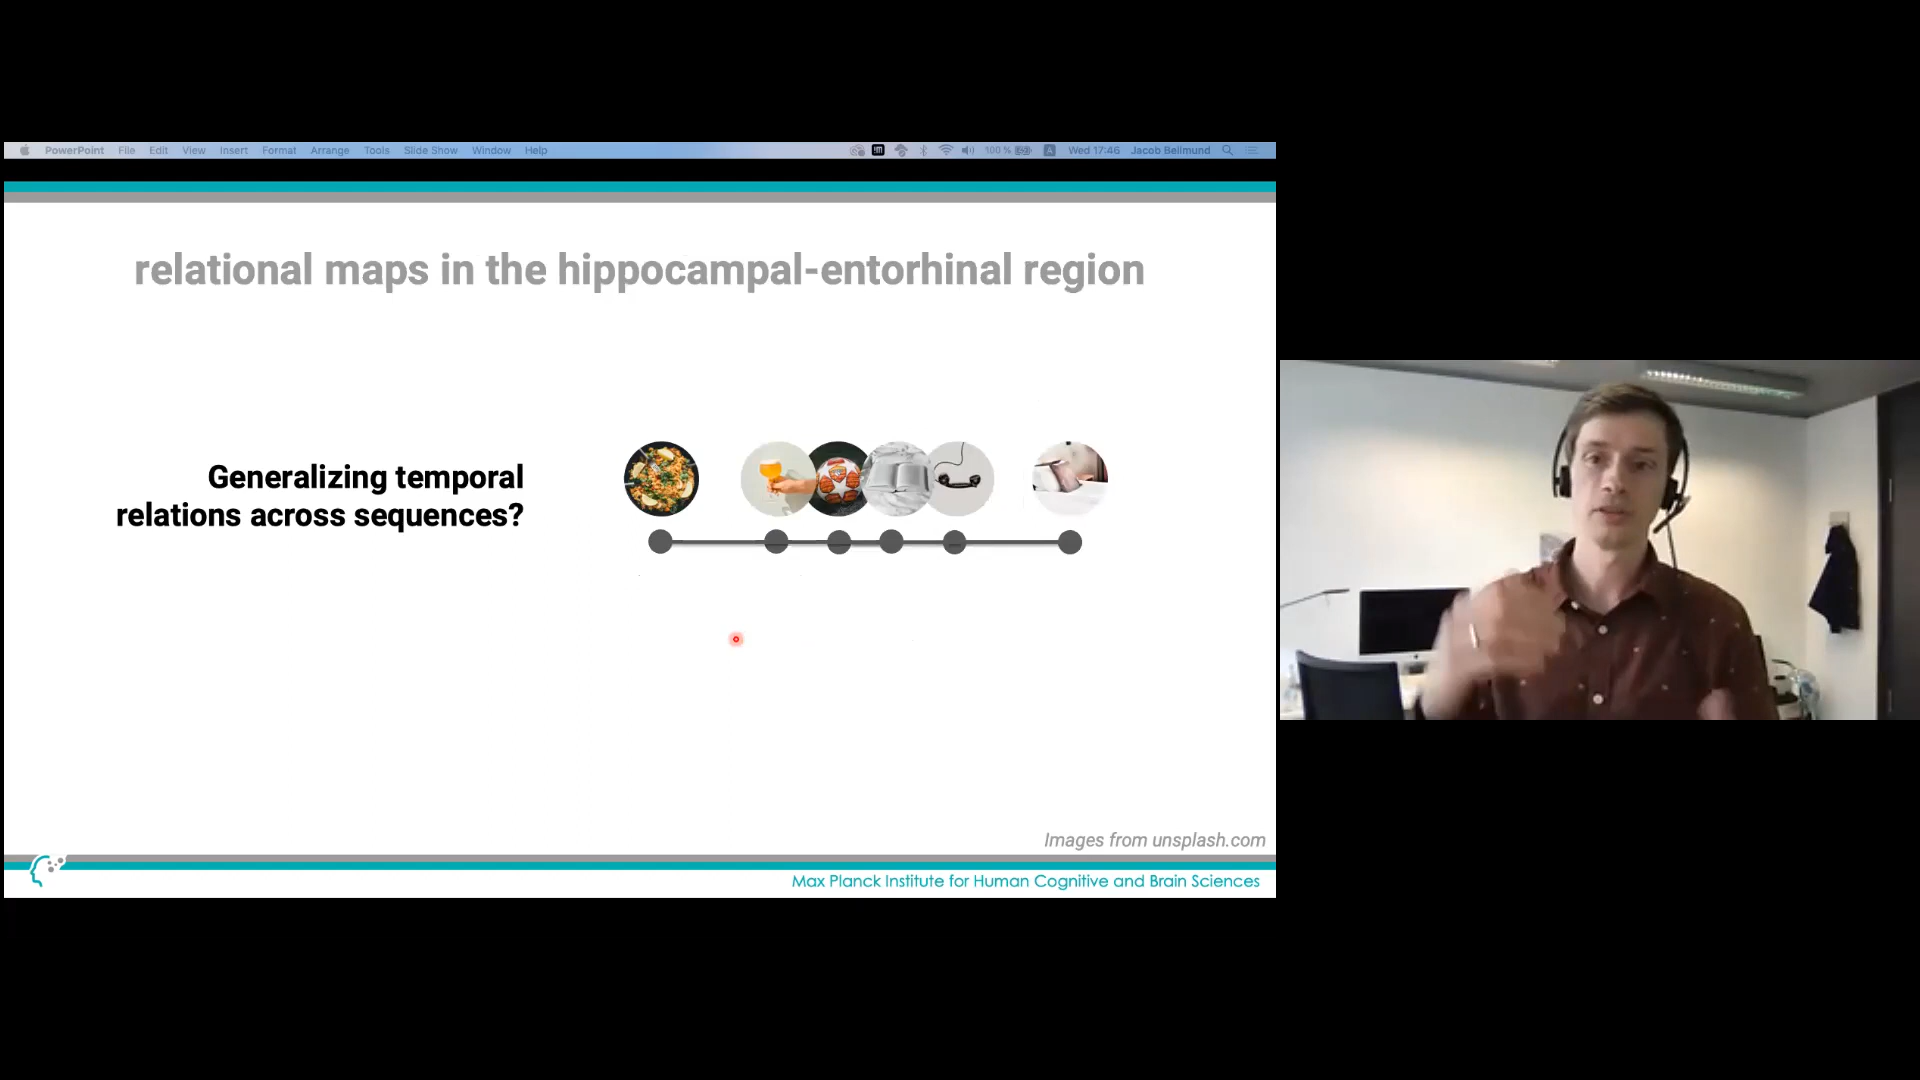 PowerPoint File Edit View Insert Format Arrange Tools Slide Show Window Help 100 % Wed 17:46 Jacob Bellmund
relational maps in the hippocampal-entorhinal region
Generalizing temporal
relations across sequences?
Images from unsplash.com
Max Planck Institute for Human Cognitive and Brain Sciences